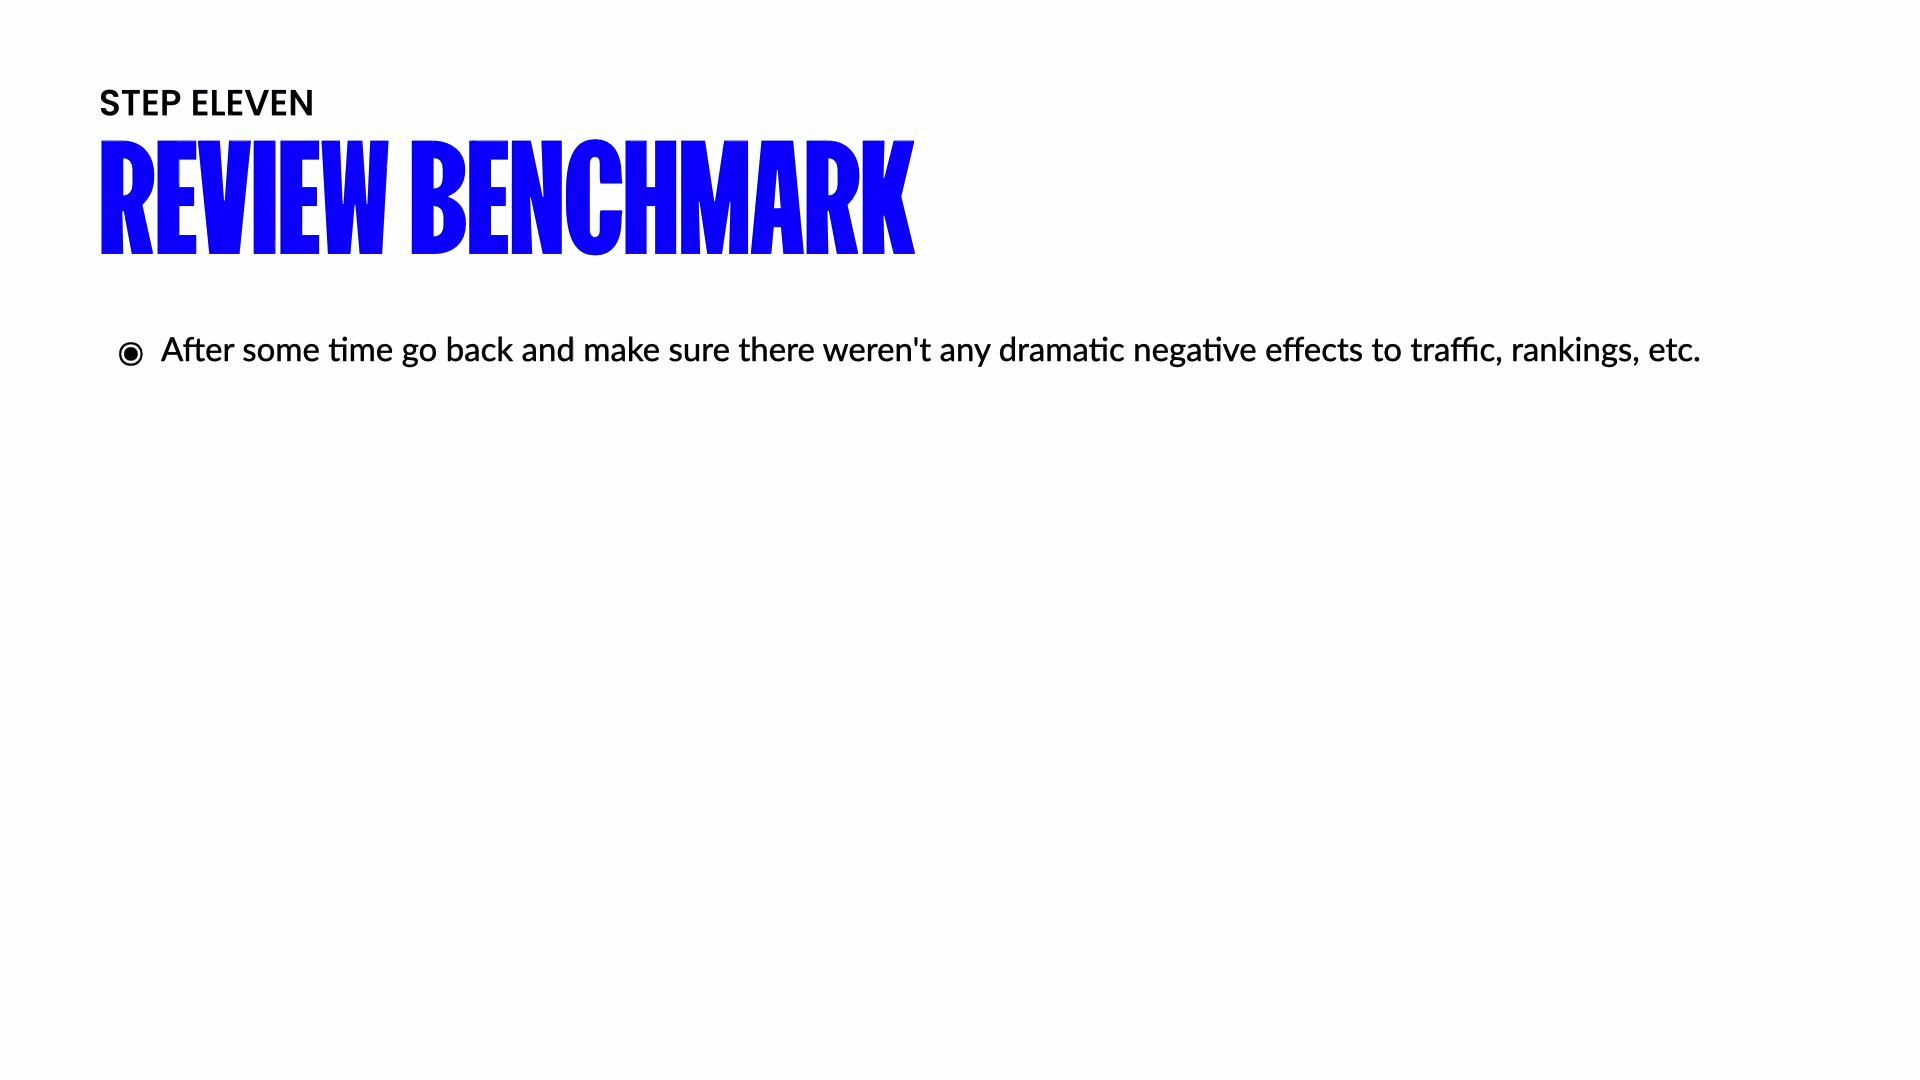 STEP ELEVEN
REVIEW BENCHMARK
◉ After some time go back and make sure there weren't any dramatic negative effects to traffic, rankings, etc.